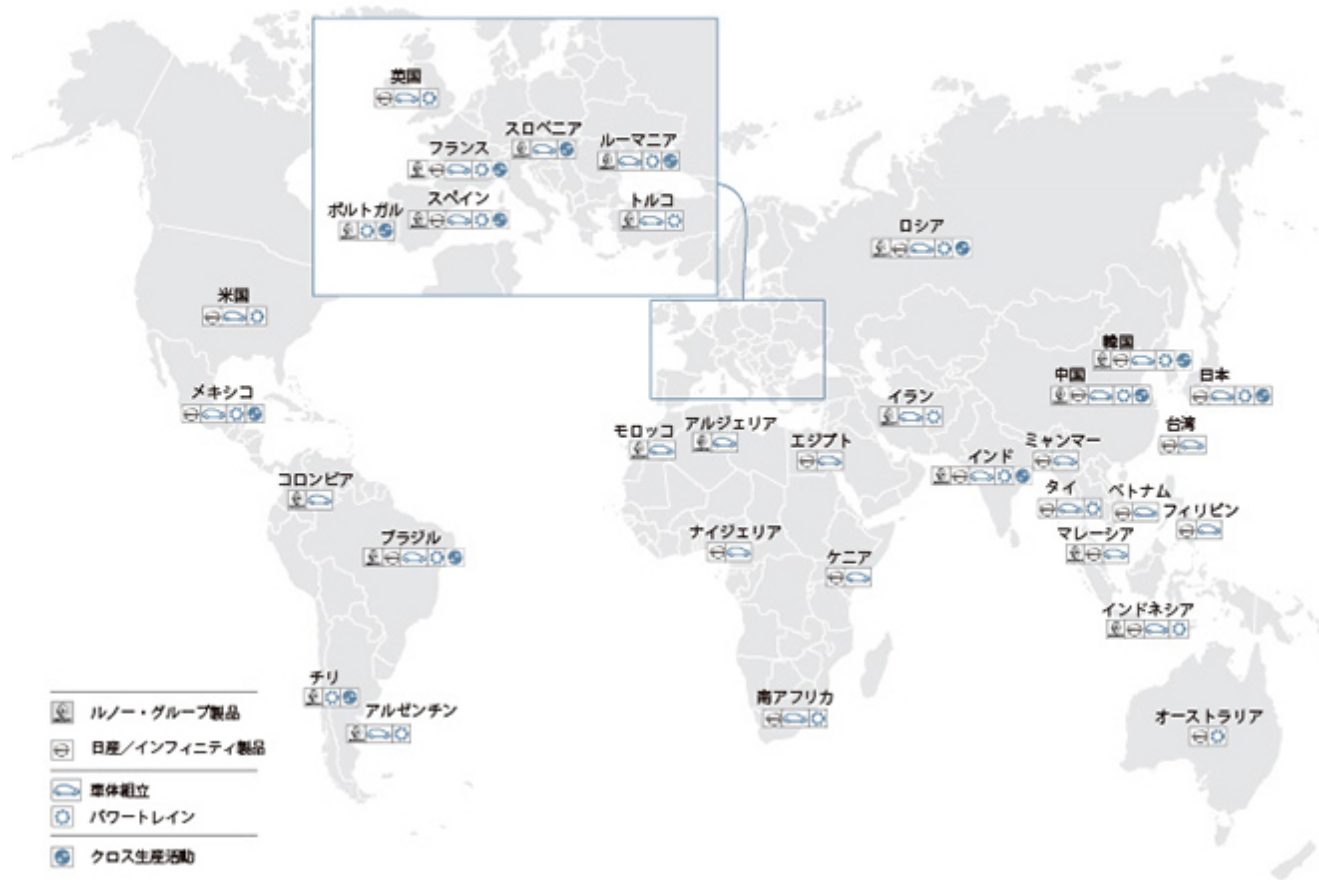 英国
スロベニア
ルーマニア
フランス
スペイン
トルコ
ポルトガル
ロシア
米国
韓国
中国
日本
メキシコ
イラン
台湾
モロッコ
アルジェリア
エジプト
ミャンマー
インド
コロンビア
タイ
ベトナム
フィリピン
ブラジル
ナイジェリア
マレーシア
ケニア
インドネシア
チリ
アルゼンチン
南アフリカ
オーストラリア
ルノー・グループ製品
日産／インフィニティ製品
車体組立
パワートレイン
クロス生産活動